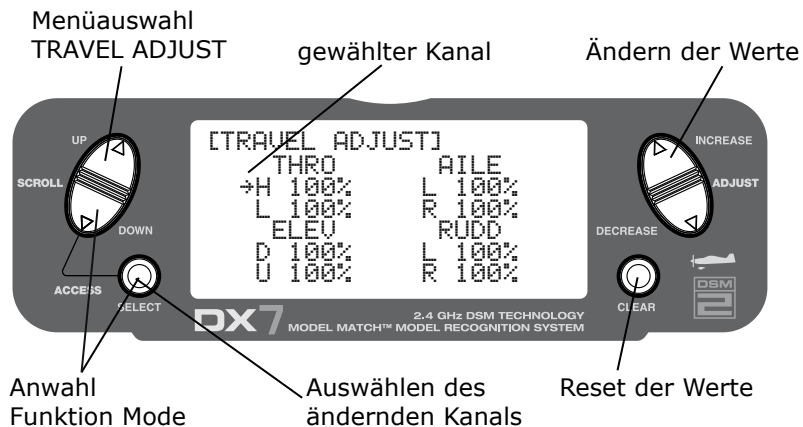 Menüauswahl
TRAVEL ADJUST
gewählter Kanal
Ändern der Werte
UP
SCROLL
DOWN
ACCESS
SELECT
[TRAVEL ADJUST]
THRO AILE
→H 100% L 100%
L 100% R 100%
ELEV RUDD
D 100% L 100%
U 100% R 100%
INCREASE
ADJUST
DECREASE
CLEAR
DSM
2
DX7
2.4 GHz DSM TECHNOLOGY
MODEL MATCH™ MODEL RECOGNITION SYSTEM
Anwahl
Funktion Mode
Auswählen des
ändernden Kanals
Reset der Werte